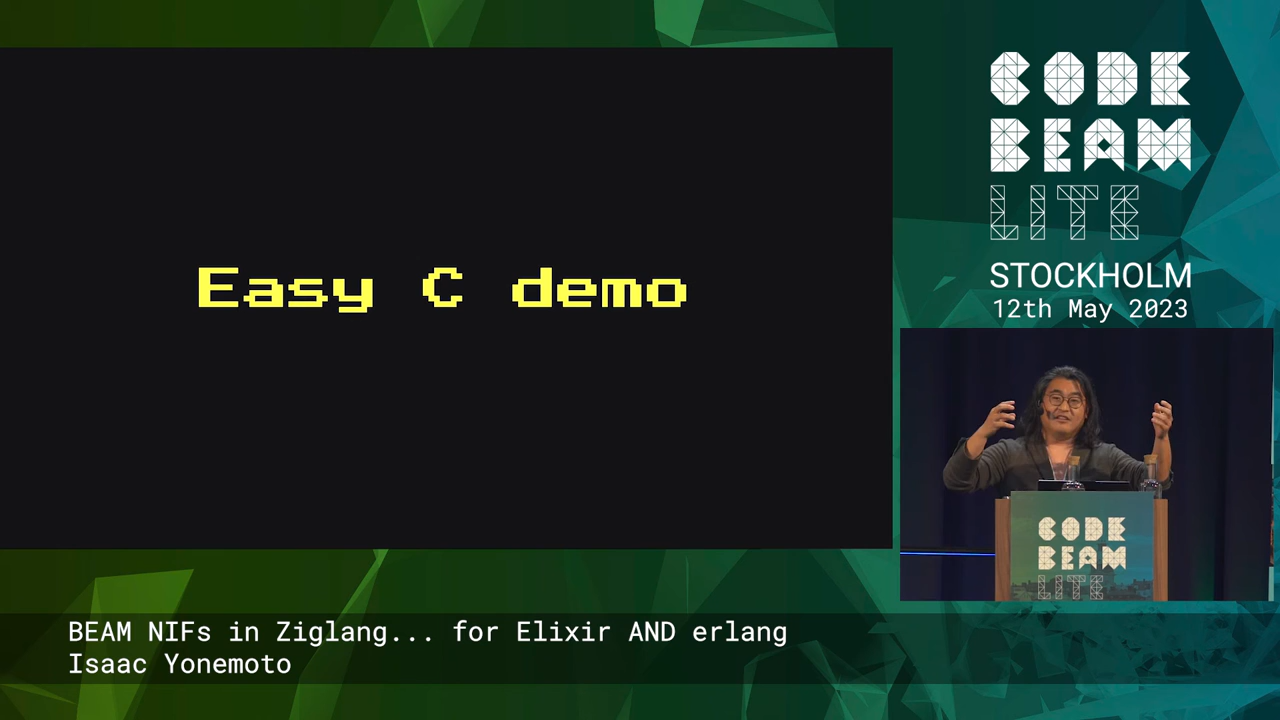 Easy C demo
CODE
BEAM
LITE
STOCKHOLM
12th May 2023
CODE
BEAM
LITE
BEAM NIFs in Ziglang... for Elixir AND erlang
Isaac Yonemoto